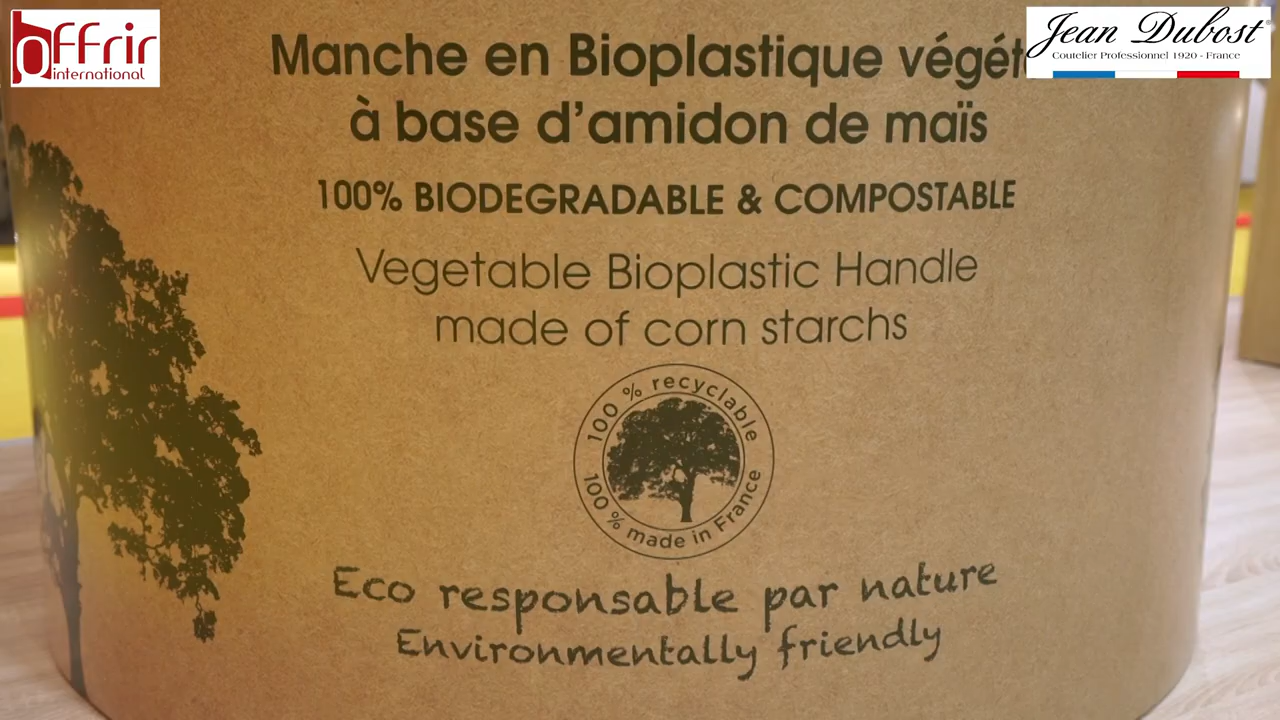 offrir
international
Jean Dubost
Coutelier Professionnel 1920 - France
Manche en Bioplastique
à base d'amidon de maïs
100% BIODEGRADABLE & COMPOSTABLE
Vegetable Bioplastic Handle
made of corn starchs
100 % recyclable
100 % made in France
Eco responsable par nature
Environmentally friendly